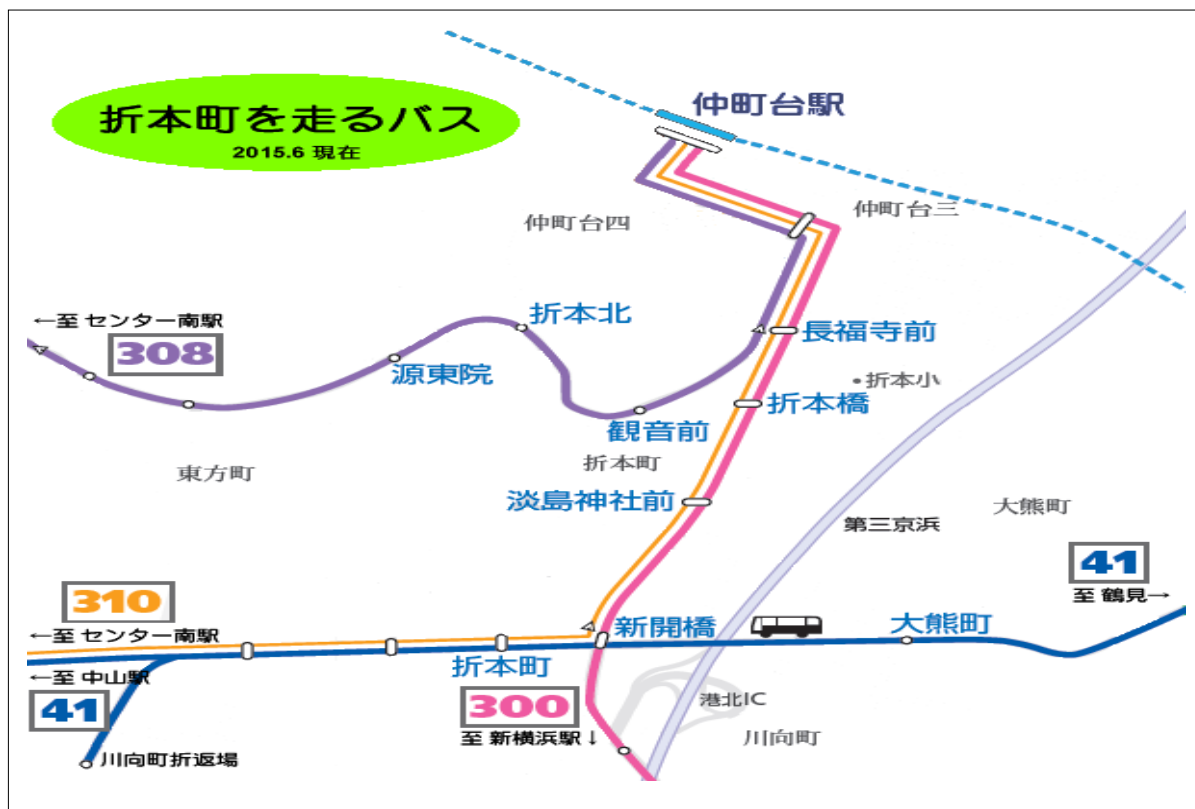 折本町を走るバス
2015.6 現在
仲町台駅
仲町台三
仲町台四
←至 センター南駅
308
折本北
源東院
長福寺前
・折本小
折本橋
観音前
折本町
東方町
淡島神社前
大熊町
第三京浜
41
至 鶴見→
310
←至 センター南駅
新開橋
大熊町
折本町
←至 中山駅
41
300
至 新横浜駅↓
港北IC
川向町
川向町折返場